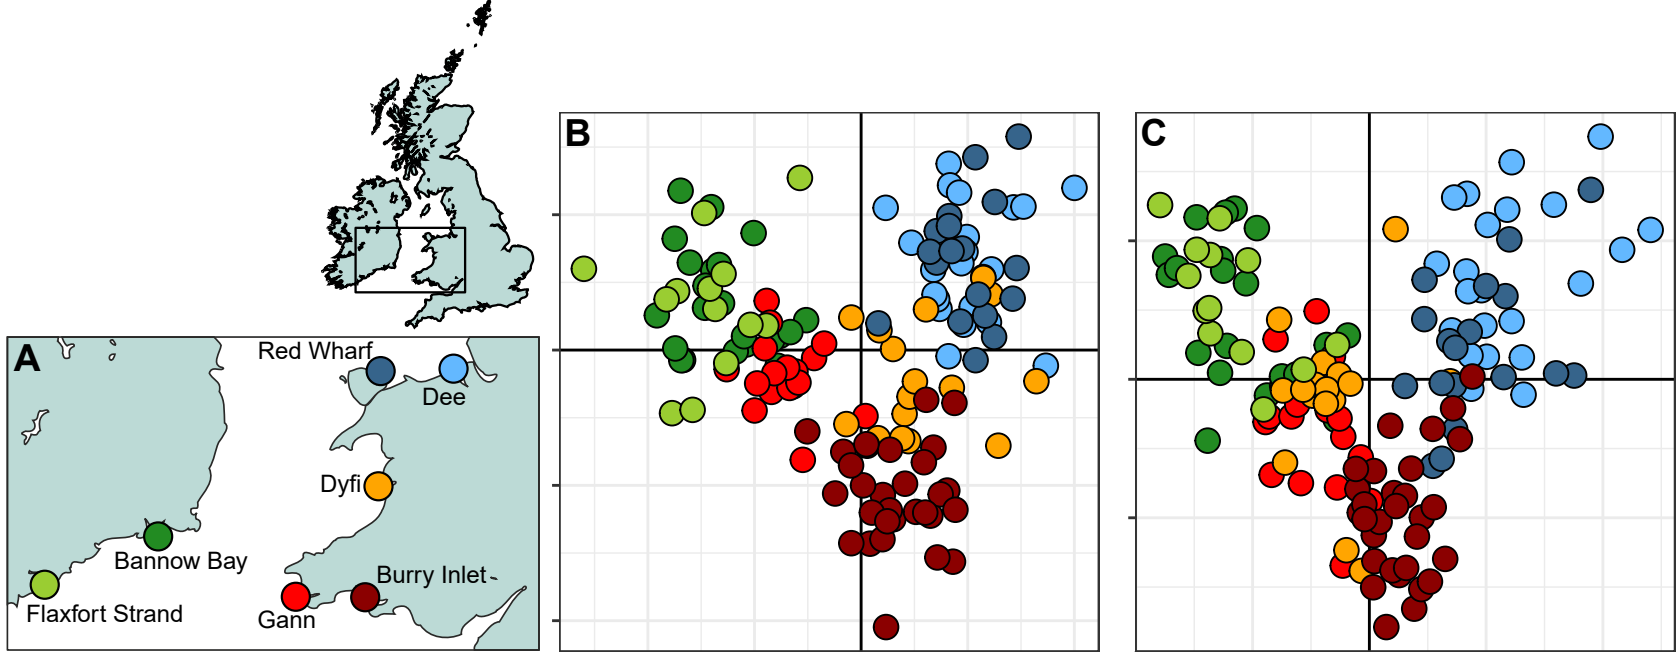 B
C
A
Red Wharf
Dee
Dyfi
Bannow Bay
Burry Inlet
Flaxfort Strand
Gann